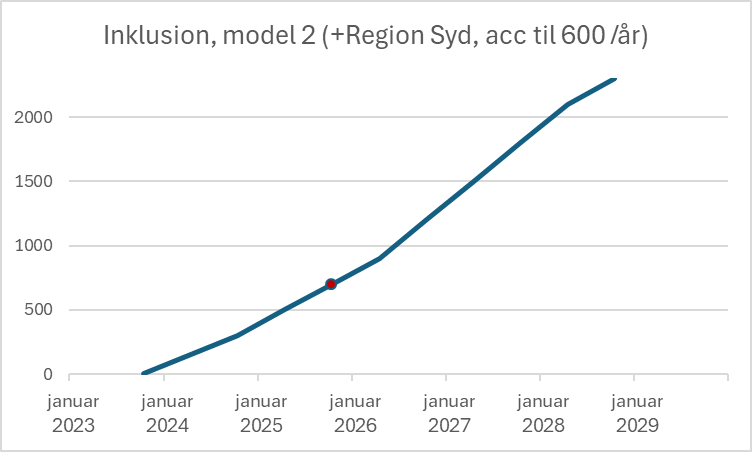 Inklusion, model 2 (+Region Syd, acc til 600 /år)
2000
1500
1000
500
0
januar januar januar januar januar januar januar
2023 2024 2025 2026 2027 2028 2029